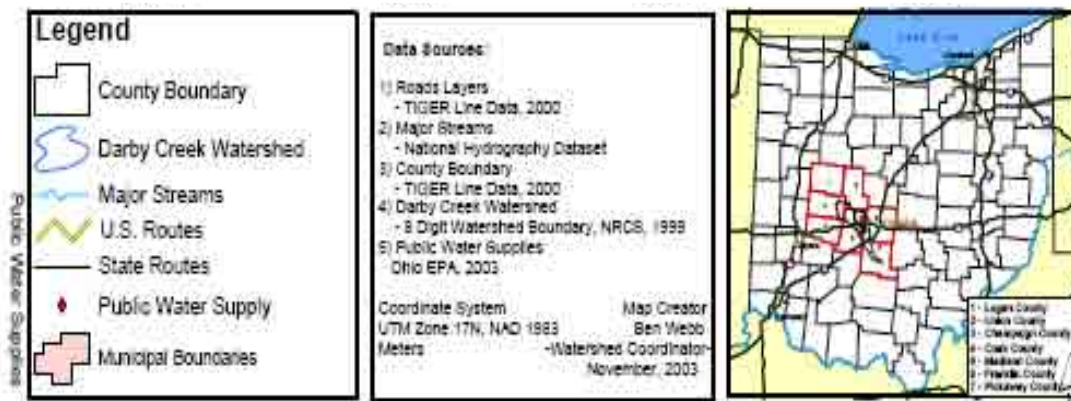 Public Water Supplies
Legend
County Boundary
Darby Creek Watershed
Major Streams
U.S. Routes
State Routes
Public Water Supply
Municipal Boundaries
Data Sources:
1) Roads Layers
- TIGER Line Data, 2000
2) Major Streams
- National Hydrography Dataset
3) County Boundary
- TIGER Line Data, 2000
4) Darby Creek Watershed
- 8 Digit Watershed Boundary, NRCS, 1999
5) Public Water Supplies
Ohio EPA, 2003
Coordinate System
UTM Zone 17N, NAD 1983
Meters
Map Creator
Ben Webb
-Watershed Coordinator-
November, 2003
Lake Erie
1 - Logan County
2 - Union County
3 - Champaign County
4 - Clark County
5 - Madison County
6 - Franklin County
7 - Pickaway County